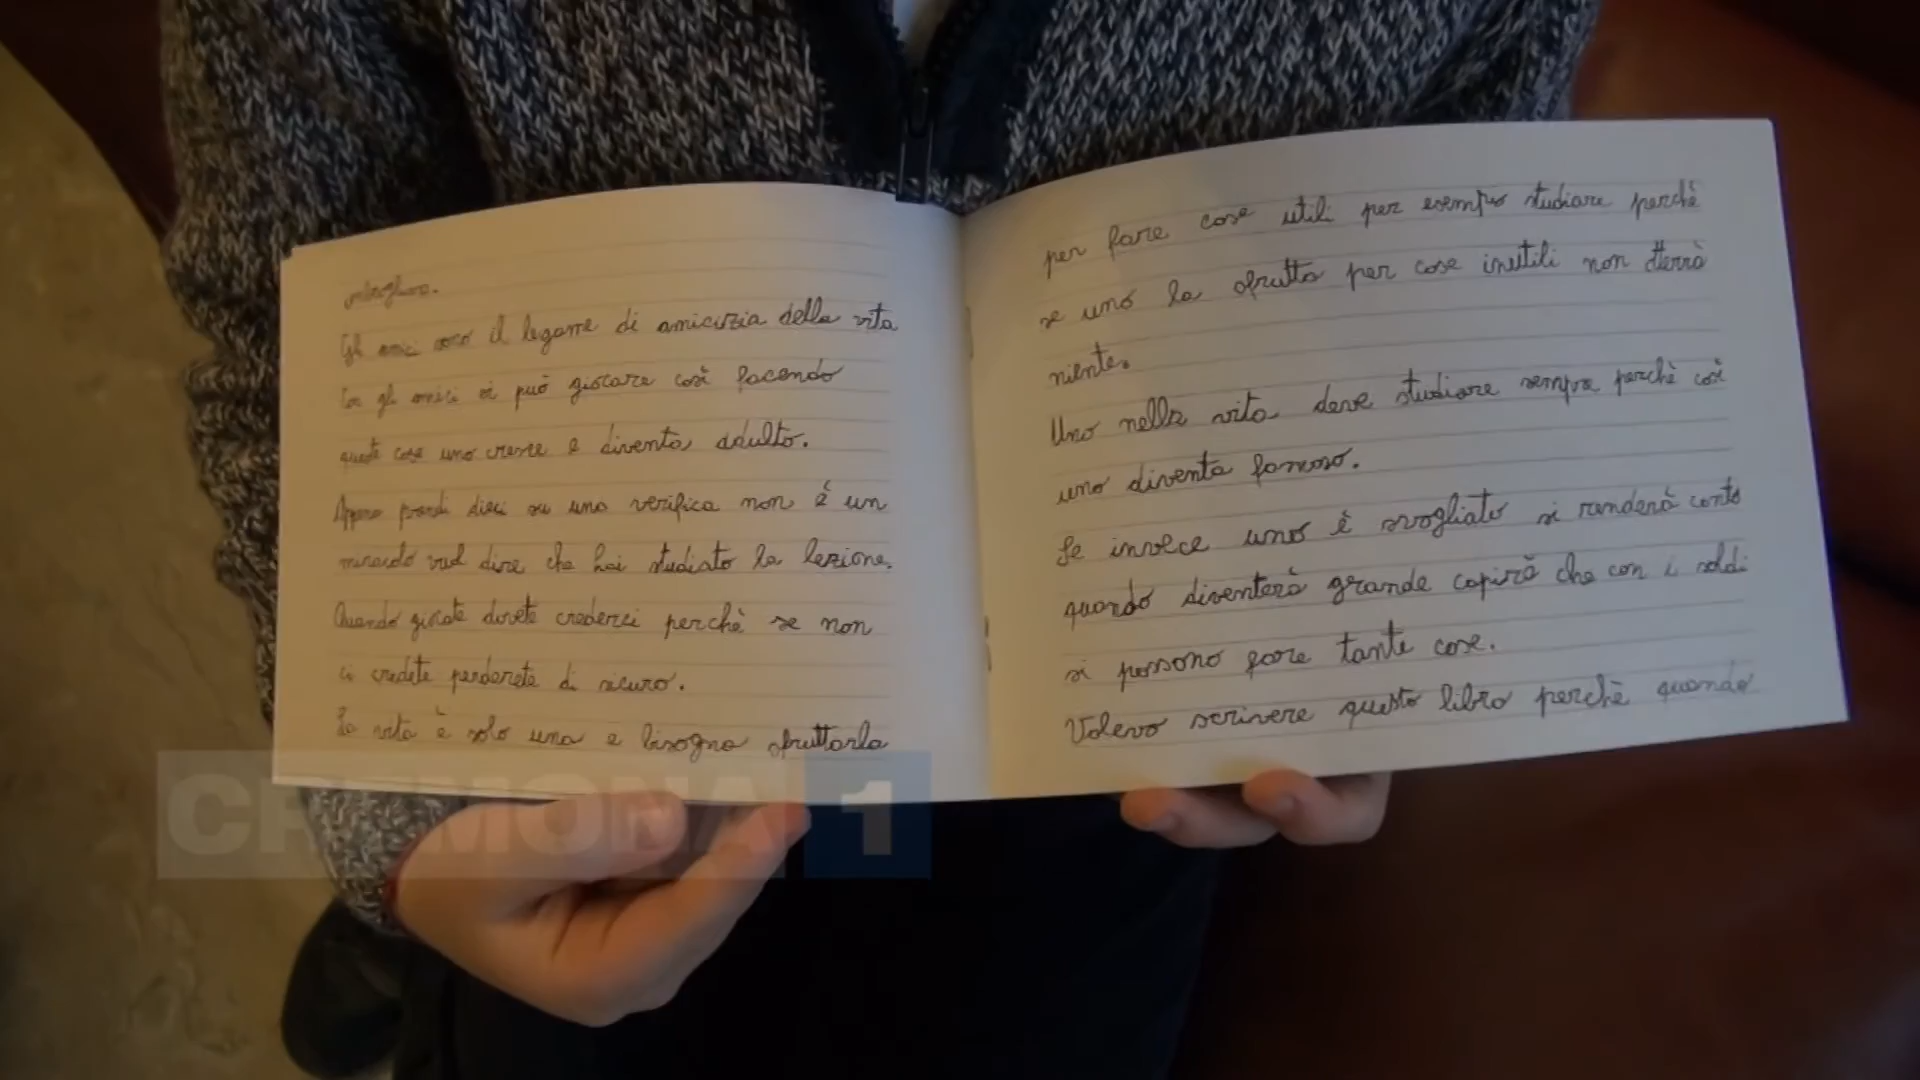 Gli amici sono il legame di amicizia della vita
Con gli amici si può giocare così facendo
queste cose uno cresce e diventa adulto.
Appena prendi dieci su una verifica non è un
miracolo vuol dire che hai studiato la lezione.
Quando giocate dovete crederci perchè se non
ci credete perderete di sicuro.
La vita è solo una e bisogna sfruttarla
per fare cose utili per esempio studiare perchè
se uno la sfrutta per cose inutili non otterrà
niente.
Uno nella vita deve studiare sempre perchè così
uno diventa famoso.
Se invece uno è svogliato si renderà conto
quando diventerà grande capirà che con i soldi
si possono fare tante cose.
Volevo scrivere questo libro perchè quando
CREMONA 1